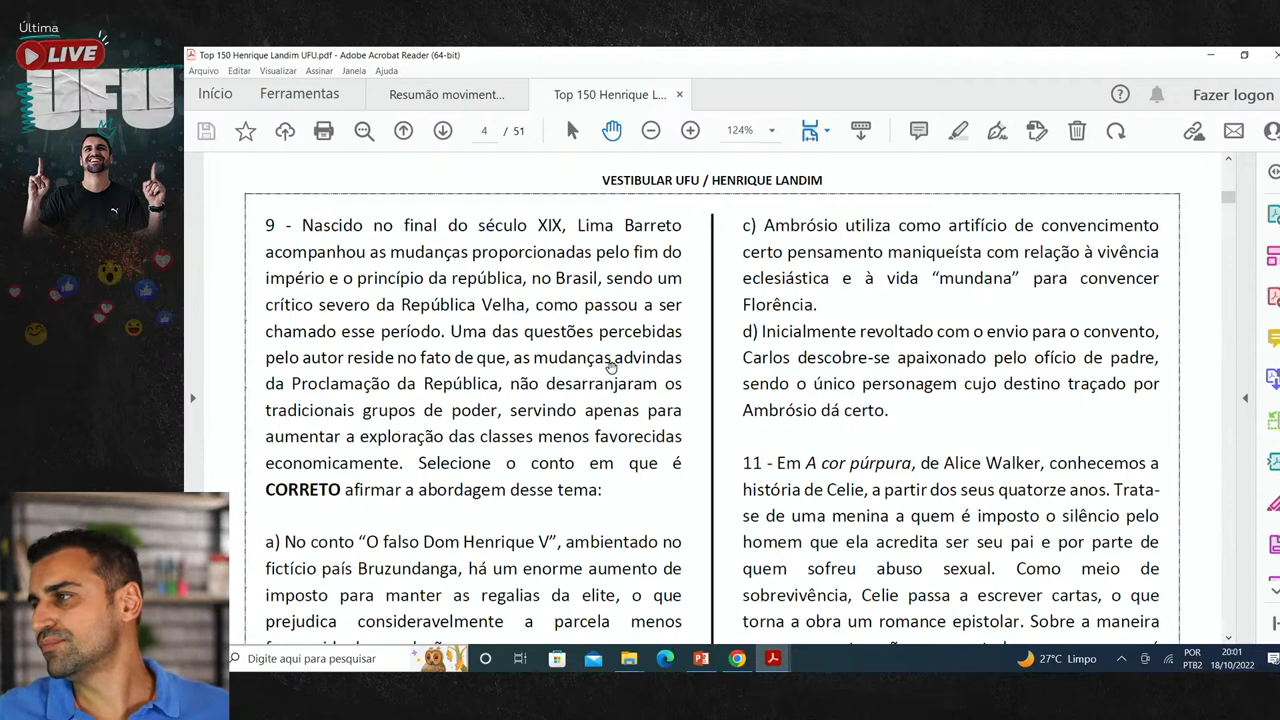 Última
LIVE
UFU
Top 150 Henrique Landim UFU.pdf - Adobe Acrobat Reader (64-bit)
Arquivo Editar Visualizar Assinar Janela Ajuda
Início Ferramentas Resumão moviment... Top 150 Henrique L... × Fazer logon
4 / 51 124%
VESTIBULAR UFU / HENRIQUE LANDIM
9 - Nascido no final do século XIX, Lima Barreto
acompanhou as mudanças proporcionadas pelo fim do
império e o princípio da república, no Brasil, sendo um
crítico severo da República Velha, como passou a ser
chamado esse período. Uma das questões percebidas
pelo autor reside no fato de que, as mudanças advindas
da Proclamação da República, não desarranjaram os
tradicionais grupos de poder, servindo apenas para
aumentar a exploração das classes menos favorecidas
economicamente. Selecione o conto em que é
CORRETO afirmar a abordagem desse tema:
a) No conto “O falso Dom Henrique V”, ambientado no
fictício país Bruzundanga, há um enorme aumento de
imposto para manter as regalias da elite, o que
prejudica consideravelmente a parcela menos
c) Ambrósio utiliza como artifício de convencimento
certo pensamento maniqueísta com relação à vivência
eclesiástica e à vida “mundana” para convencer
Florência.
d) Inicialmente revoltado com o envio para o convento,
Carlos descobre-se apaixonado pelo ofício de padre,
sendo o único personagem cujo destino traçado por
Ambrósio dá certo.
11 - Em A cor púrpura, de Alice Walker, conhecemos a
história de Celie, a partir dos seus quatorze anos. Trata-
se de uma menina a quem é imposto o silêncio pelo
homem que ela acredita ser seu pai e por parte de
quem sofreu abuso sexual. Como meio de
sobrevivência, Celie passa a escrever cartas, o que
torna a obra um romance epistolar. Sobre a maneira
Digite aqui para pesquisar
27°C Limpo
POR
PTB2
20:01
18/10/2022